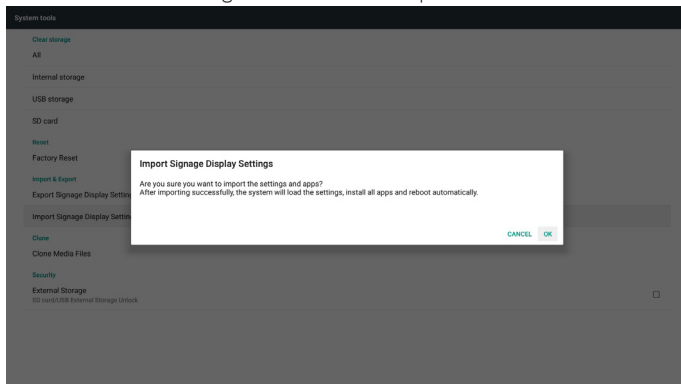 System tools
Clear storage
All
Internal storage
USB storage
SD card
Reset
Factory Reset
Import & Export
Export Signage Display Settin
Import Signage Display Settin
Clone
Clone Media Files
Security
External Storage
SD card/USB External Storage Unlock
Import Signage Display Settings
Are you sure you want to import the settings and apps?
After importing successfully, the system will load the settings, install all apps and reboot automatically.
CANCEL OK